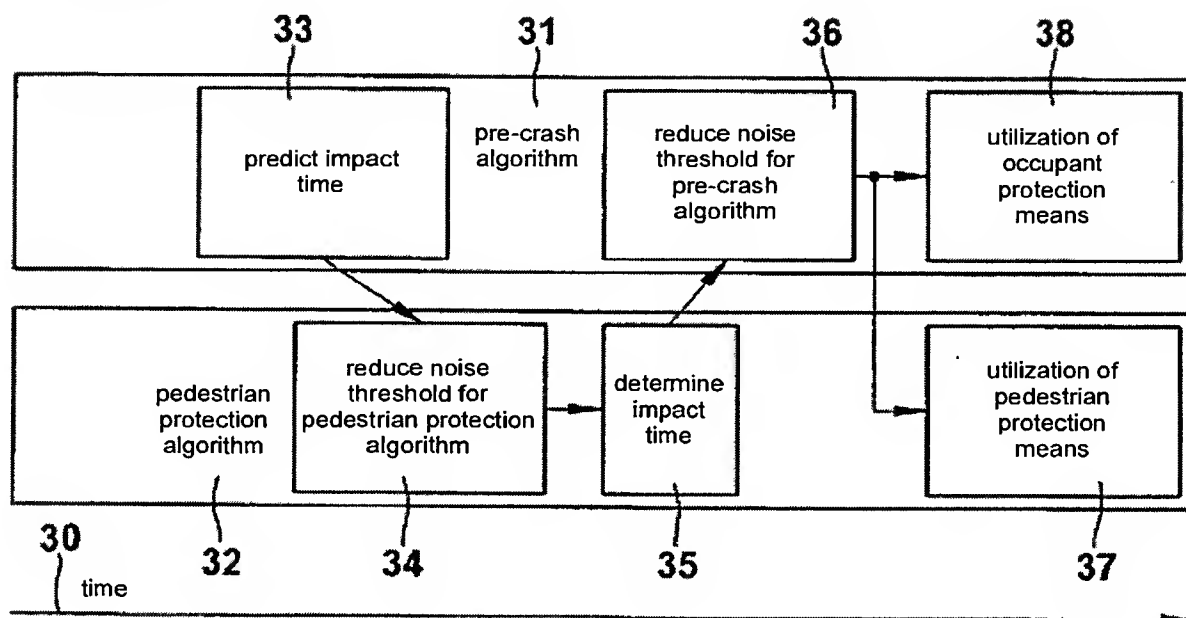 33
31
36
38
predict impact
time
pre-crash
algorithm
reduce noise
threshold for
pre-crash
algorithm
utilization of
occupant
protection
means
pedestrian
protection
algorithm
reduce noise
threshold for
pedestrian protection
algorithm
determine
impact
time
utilization of
pedestrian
protection
means
30
32
34
35
37
time